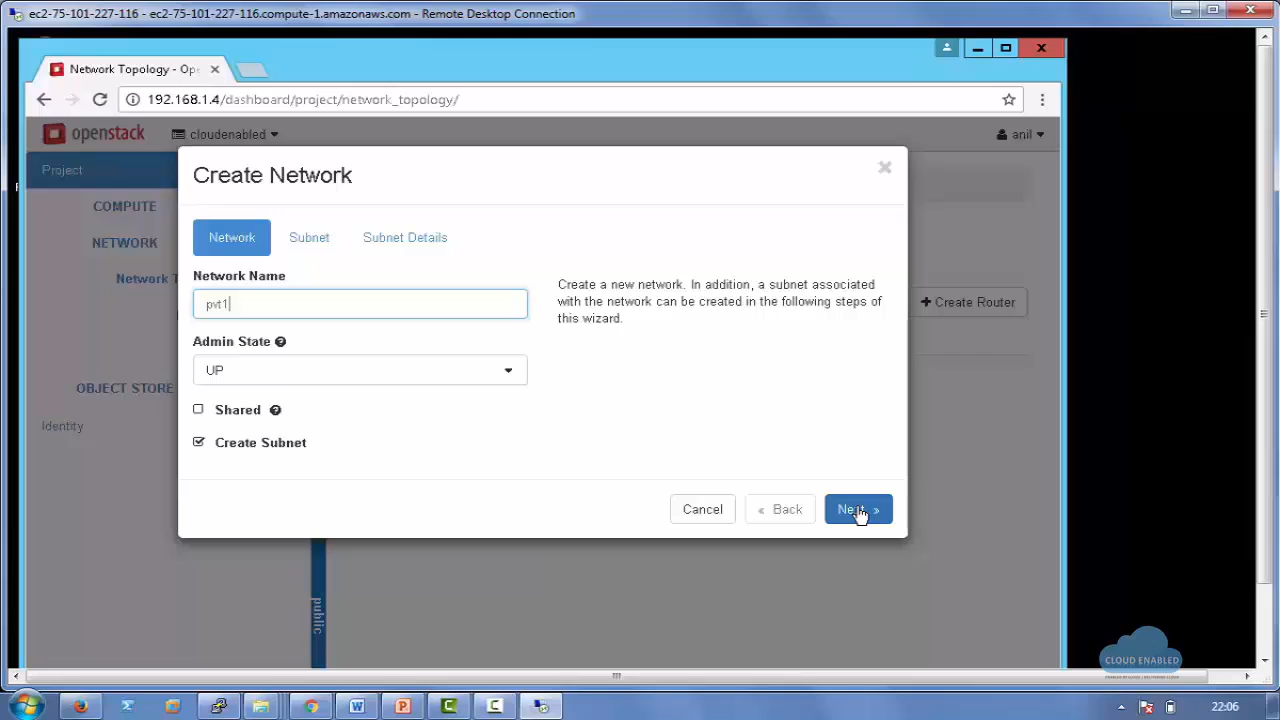 ec2-75-101-227-116 - ec2-75-101-227-116.compute-1.amazonaws.com - Remote Desktop Connection
Network Topology - Ope
192.168.1.4/dashboard/project/network_topology/
openstack
cloudenabled
anil
Project
COMPUTE
NETWORK
Network T
OBJECT STORE
Identity
+ Create Router
Create Network
Network
Subnet
Subnet Details
Network Name
pvt1
Create a new network. In addition, a subnet associated
with the network can be created in the following steps of
this wizard.
Admin State
UP
Shared
Create Subnet
Cancel
« Back
Next »
public
CLOUD ENABLED
22:06